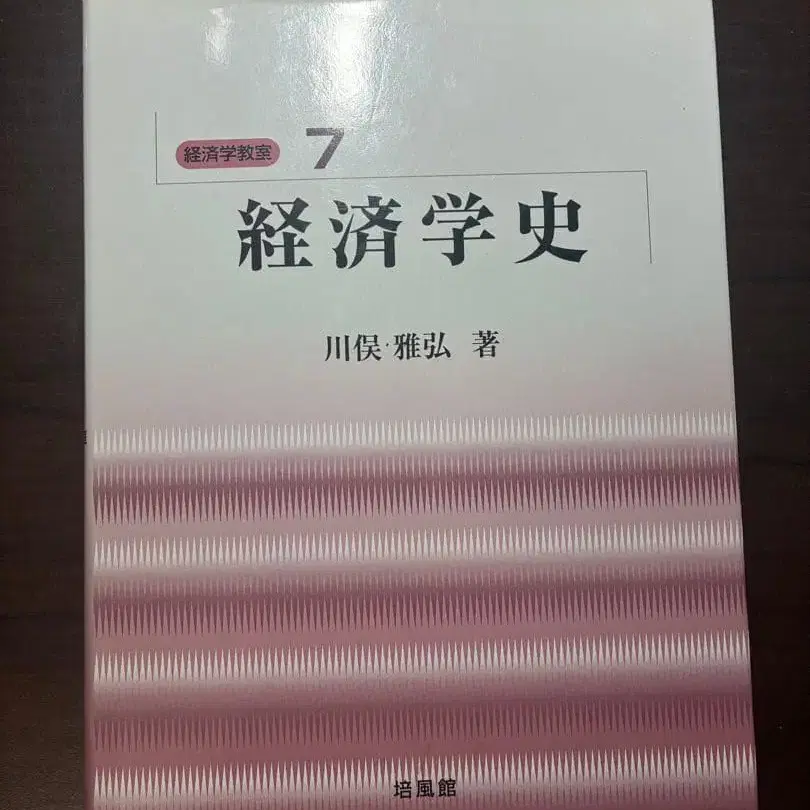 経済学教室 7
経済学史
川俣 雅弘 著
培風館